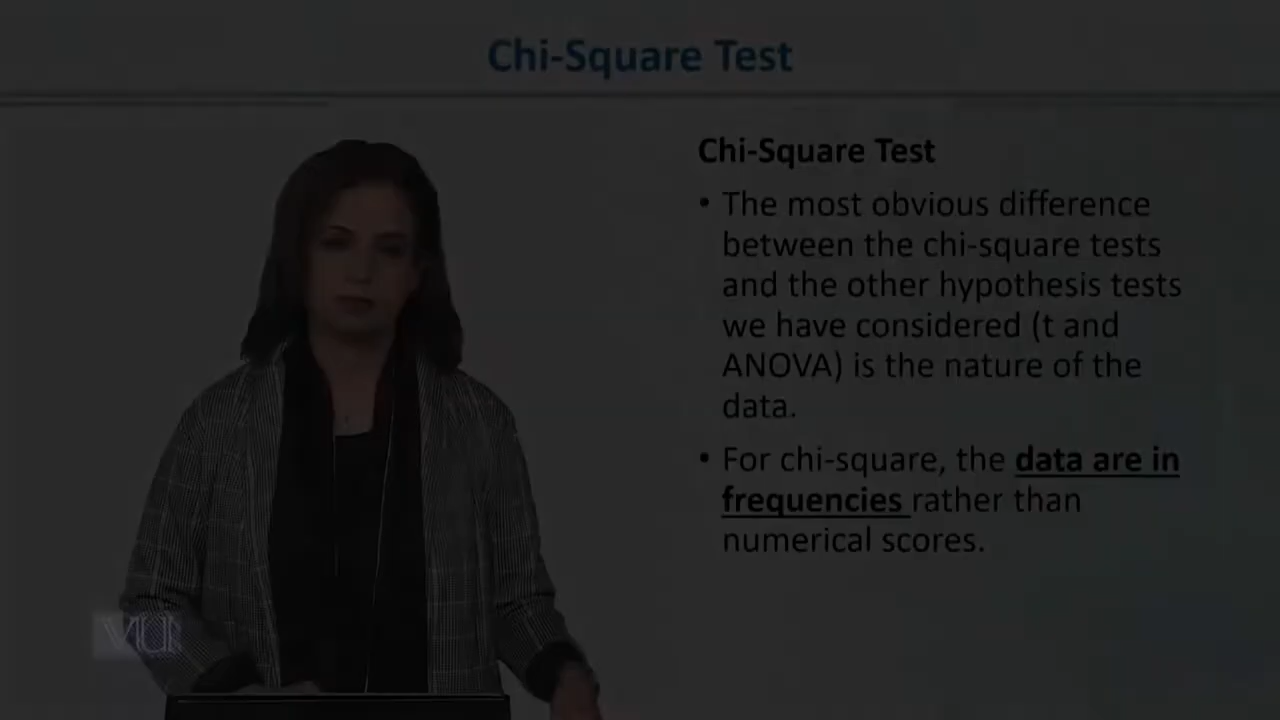 Chi-Square Test
Chi-Square Test
• The most obvious difference
between the chi-square tests
and the other hypothesis tests
we have considered (t and
ANOVA) is the nature of the
data.
• For chi-square, the data are in
frequencies rather than
numerical scores.
VU